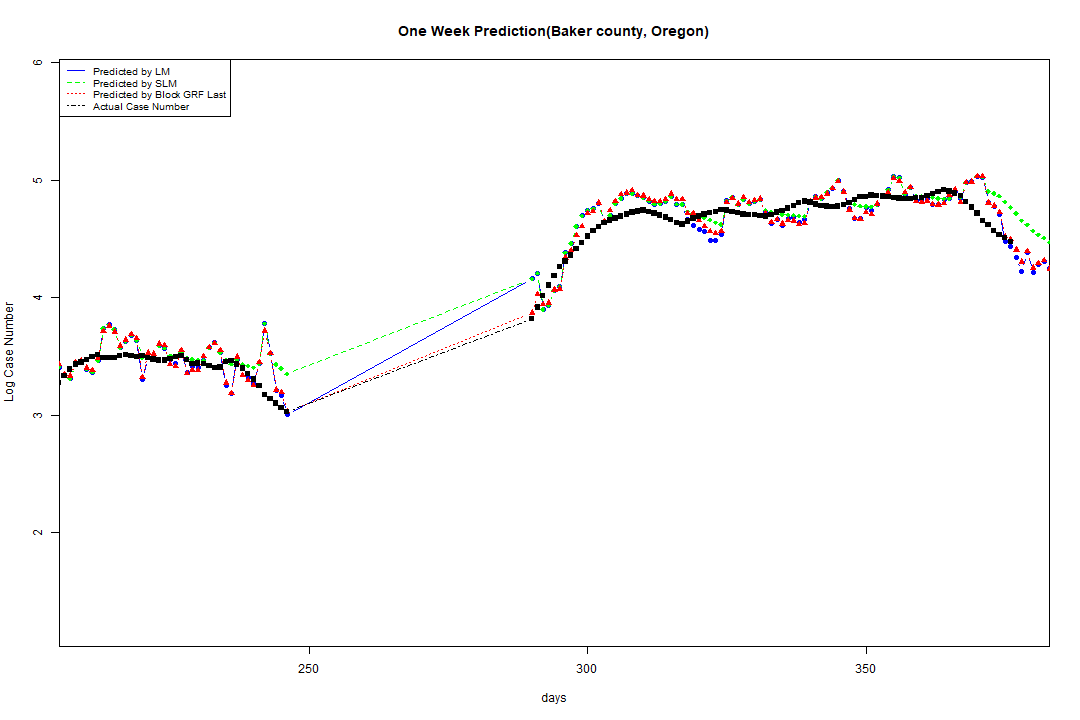 One Week Prediction(Baker county, Oregon)
Predicted by LM
Predicted by SLM
Predicted by Block GRF Last
Actual Case Number
6
5
4
3
2
Log Case Number
250 300 350
days